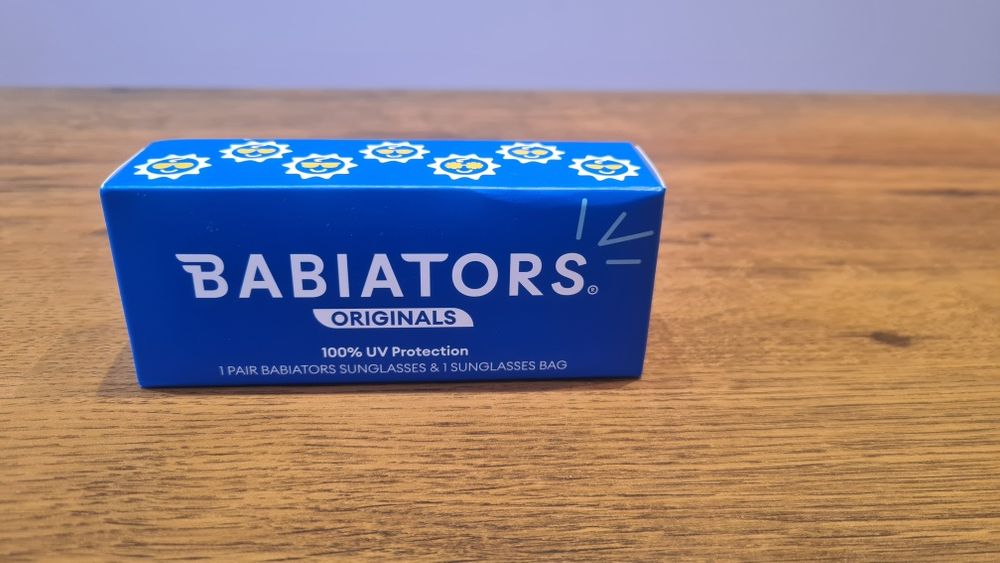 BABIATORS®
ORIGINALS
100% UV Protection
1 PAIR BABIATORS SUNGLASSES & 1 SUNGLASSES BAG